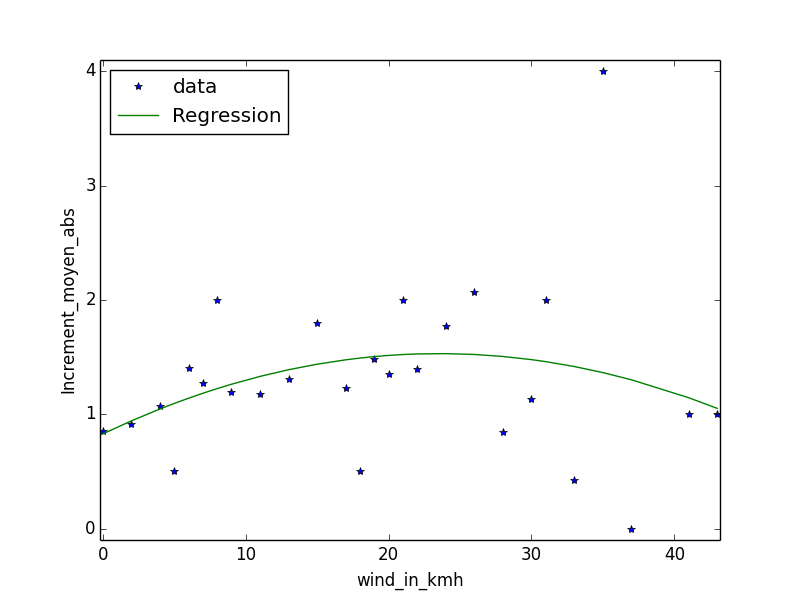 data
Regression
4
3
2
1
0
Increment_moyen_abs
0 10 20 30 40
wind_in_kmh